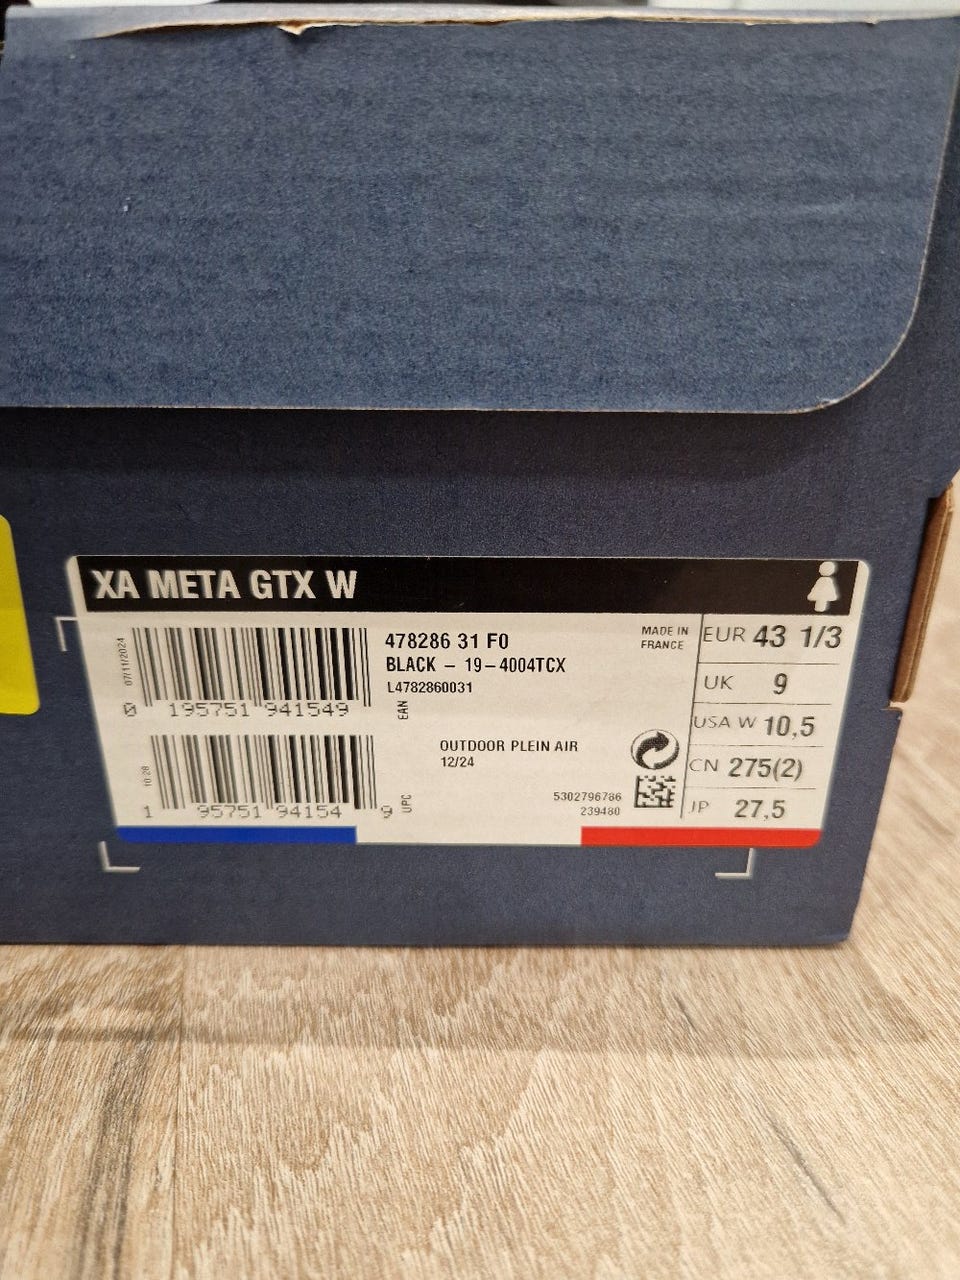 XA META GTX W
07/11/2024
0 195751 941549
EAN
478286 31 F0
BLACK - 19-4004TCX
L4782860031
MADE IN
FRANCE
EUR 43 1/3
UK 9
USA W 10,5
CN 275(2)
JP 27,5
10:28
1 95751 94154 9
UPC
OUTDOOR PLEIN AIR
12/24
5302796786
239480